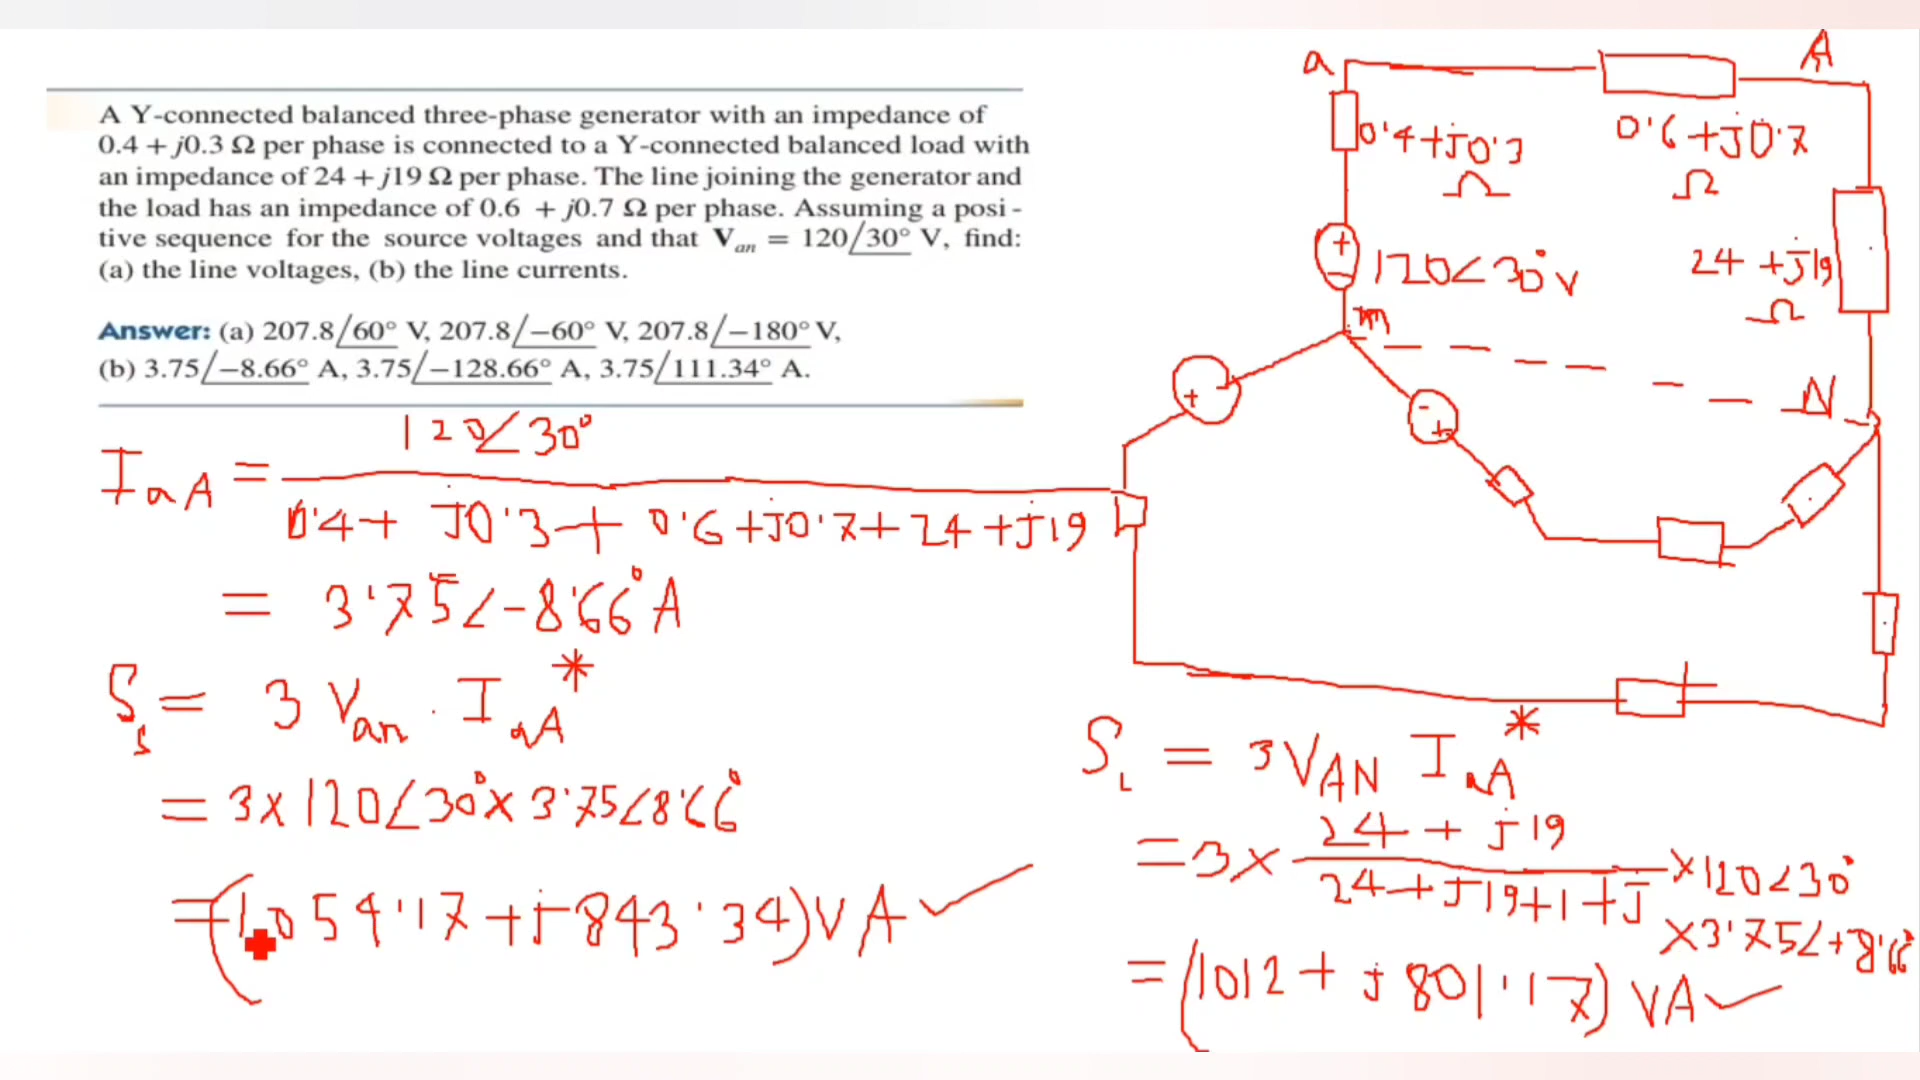 A Y-connected balanced three-phase generator with an impedance of
0.4 + j0.3 Ω per phase is connected to a Y-connected balanced load with
an impedance of 24 + j19 Ω per phase. The line joining the generator and
the load has an impedance of 0.6 + j0.7 Ω per phase. Assuming a posi-
tive sequence for the source voltages and that Van = 120/30° V, find:
(a) the line voltages, (b) the line currents.
Answer: (a) 207.8/60° V, 207.8/−60° V, 207.8/−180° V,
(b) 3.75/−8.66° A, 3.75/−128.66° A, 3.75/111.34° A.
120∠30°
IaA =
0.4+ j0.3+ 0.6+j0.7+24+j19
= 3.75∠-8.66° A
Ss = 3 Van . IaA*
= 3×120∠30°×3.75∠8.66°
=(1054.17+j843.34)VA
a
A
0.4+j0.3
Ω
0.6+j0.7
Ω
120∠30° V
24+j19
Ω
n
N
SL = 3VAN IaA*
=3× 24+j19
24+j19+1+j
×120∠30°
×3.75∠+8.66°
= (1012+j801.17) VA